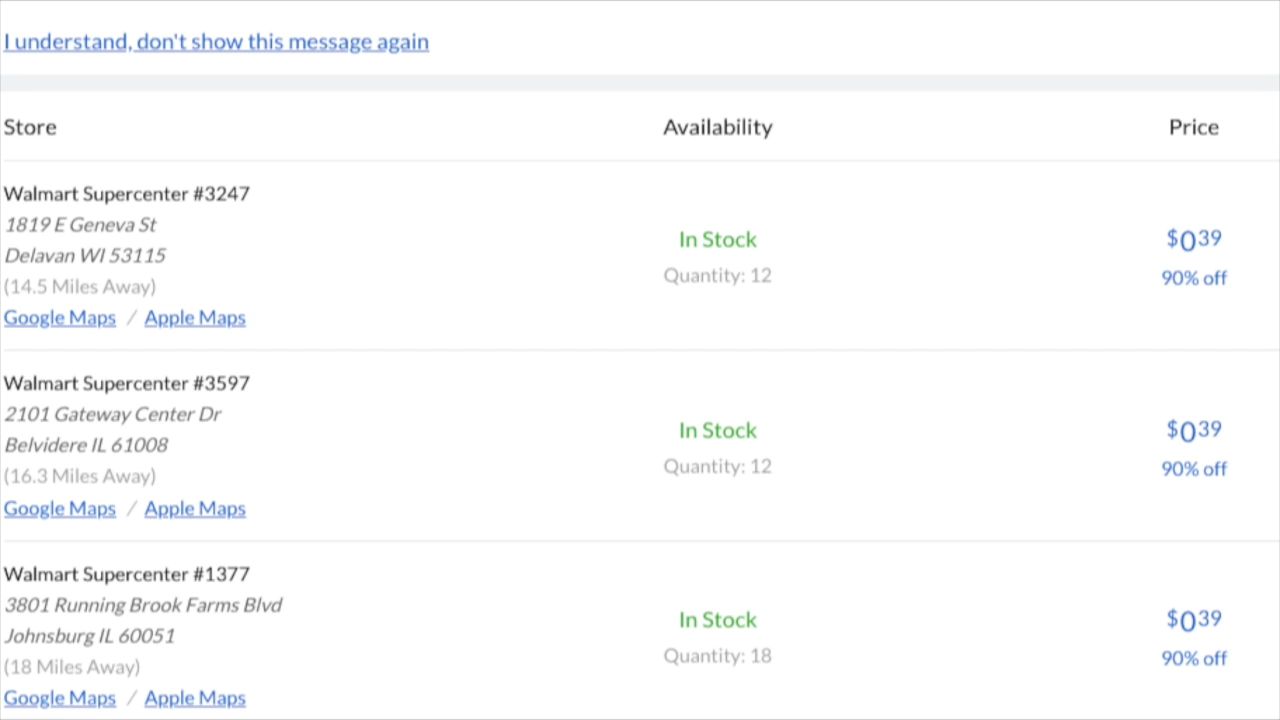 I understand, don't show this message again
Store Availability Price
Walmart Supercenter #3247
1819 E Geneva St
Delavan WI 53115
(14.5 Miles Away)
Google Maps / Apple Maps
In Stock
Quantity: 12
$0 39
90% off
Walmart Supercenter #3597
2101 Gateway Center Dr
Belvidere IL 61008
(16.3 Miles Away)
Google Maps / Apple Maps
In Stock
Quantity: 12
$0 39
90% off
Walmart Supercenter #1377
3801 Running Brook Farms Blvd
Johnsburg IL 60051
(18 Miles Away)
Google Maps / Apple Maps
In Stock
Quantity: 18
$0 39
90% off